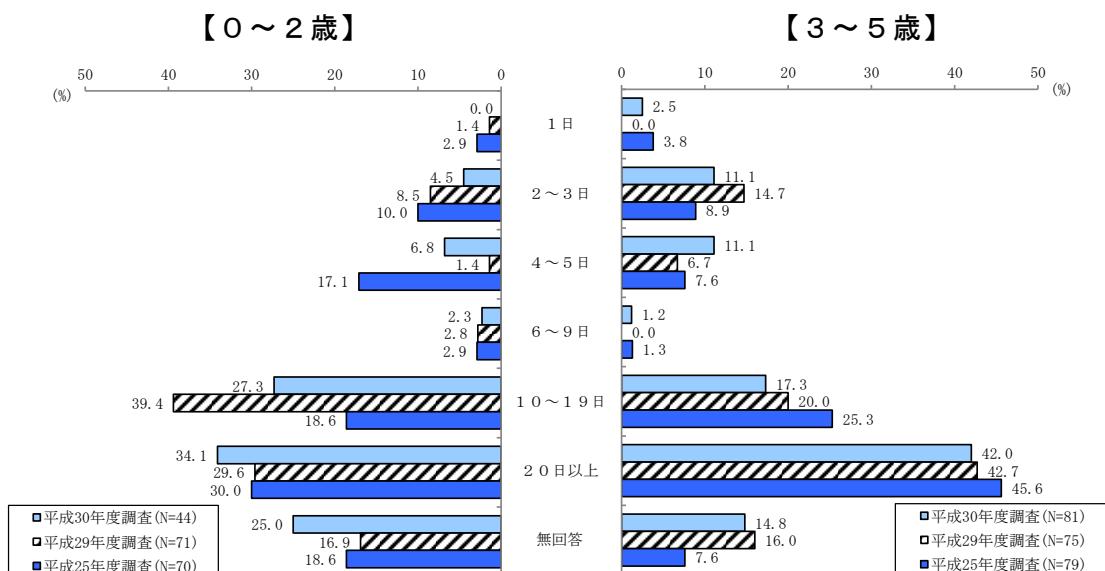 【０～２歳】
【３～５歳】
50 40 30 20 10 0
(%)
0 10 20 30 40 50
(%)
0.0
1.4
2.9
１日
2.5
0.0
3.8
4.5
8.5
10.0
２～３日
11.1
14.7
8.9
6.8
1.4
17.1
４～５日
11.1
6.7
7.6
2.3
2.8
2.9
６～９日
1.2
0.0
1.3
27.3
39.4
18.6
１０～１９日
17.3
20.0
25.3
34.1
29.6
30.0
２０日以上
42.0
42.7
45.6
25.0
16.9
18.6
無回答
14.8
16.0
7.6
平成30年度調査(N=44)
平成29年度調査(N=71)
平成25年度調査(N=70)
平成30年度調査(N=81)
平成29年度調査(N=75)
平成25年度調査(N=79)